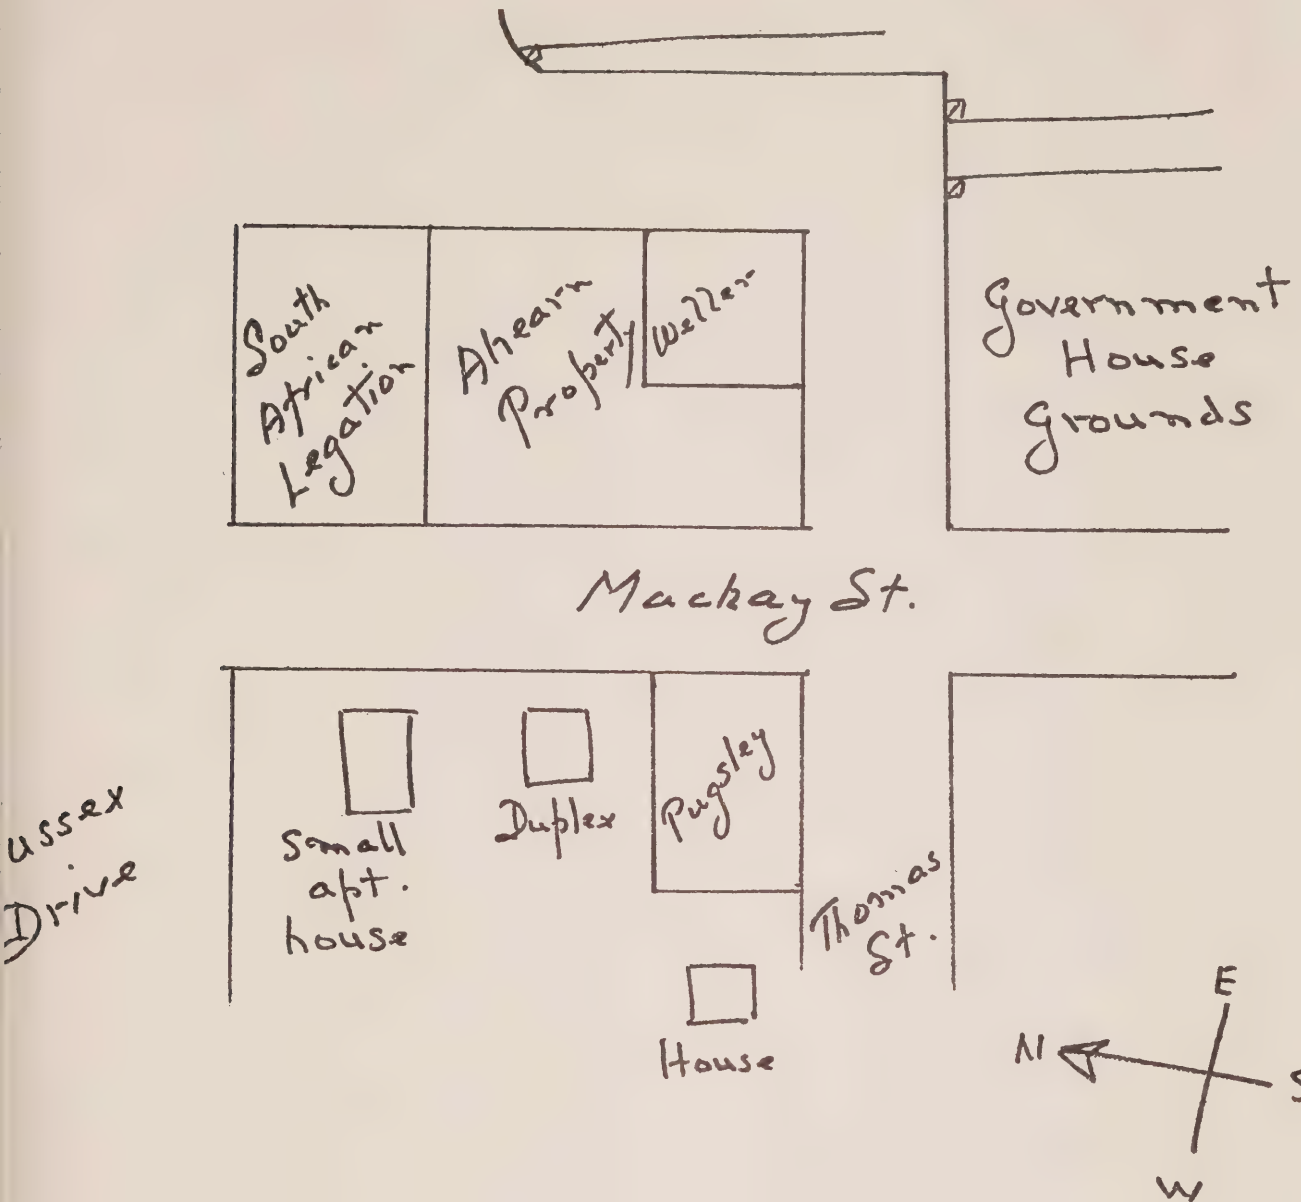 South
African
Legation
Ahearn
Property
Weller
Government
House
Grounds
Mackay St.
ussex
Drive
Small
apt.
house
Duplex
Pugsley
Thomas
St.
House
N
E
S
W